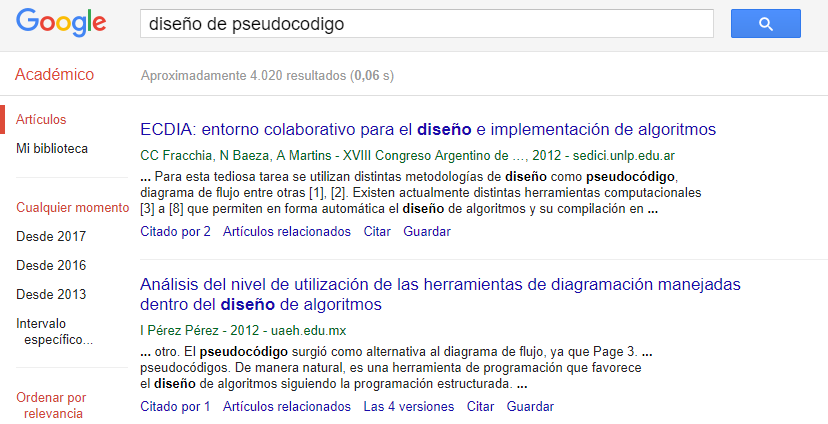 Google
diseño de pseudocodigo
Académico
Aproximadamente 4.020 resultados (0,06 s)
Artículos
Mi biblioteca
Cualquier momento
Desde 2017
Desde 2016
Desde 2013
Intervalo
específico...
Ordenar por
relevancia
ECDIA: entorno colaborativo para el diseño e implementación de algoritmos
CC Fracchia, N Baeza, A Martins - XVIII Congreso Argentino de ..., 2012 - sedici.unlp.edu.ar
... Para esta tediosa tarea se utilizan distintas metodologías de diseño como pseudocódigo,
diagrama de flujo entre otras [1], [2]. Existen actualmente distintas herramientas computacionales
[3] a [8] que permiten en forma automática el diseño de algoritmos y su compilación en ...
Citado por 2 Artículos relacionados Citar Guardar
Análisis del nivel de utilización de las herramientas de diagramación manejadas
dentro del diseño de algoritmos
I Pérez Pérez - 2012 - uaeh.edu.mx
... otro. El pseudocódigo surgió como alternativa al diagrama de flujo, ya que Page 3. ...
pseudocódigos. De manera natural, es una herramienta de programación que favorece
el diseño de algoritmos siguiendo la programación estructurada. ...
Citado por 1 Artículos relacionados Las 4 versiones Citar Guardar